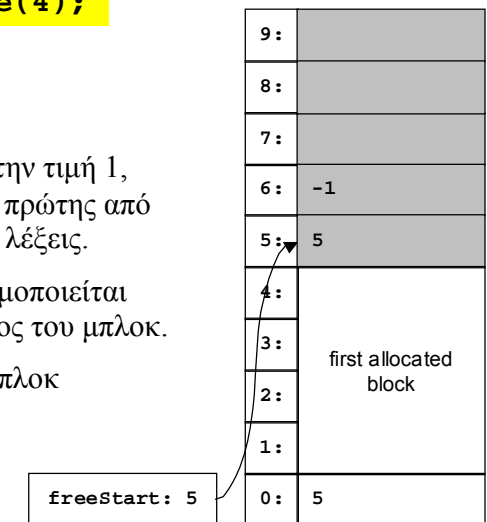 e(4);
την τιμή 1,
πρώτης από
λέξεις.
μοποιείται
ος του μπλοκ.
πλοκ
9:
8:
7:
6: -1
5: 5
4:
3:
2:
1:
first allocated
block
freeStart: 5
0: 5